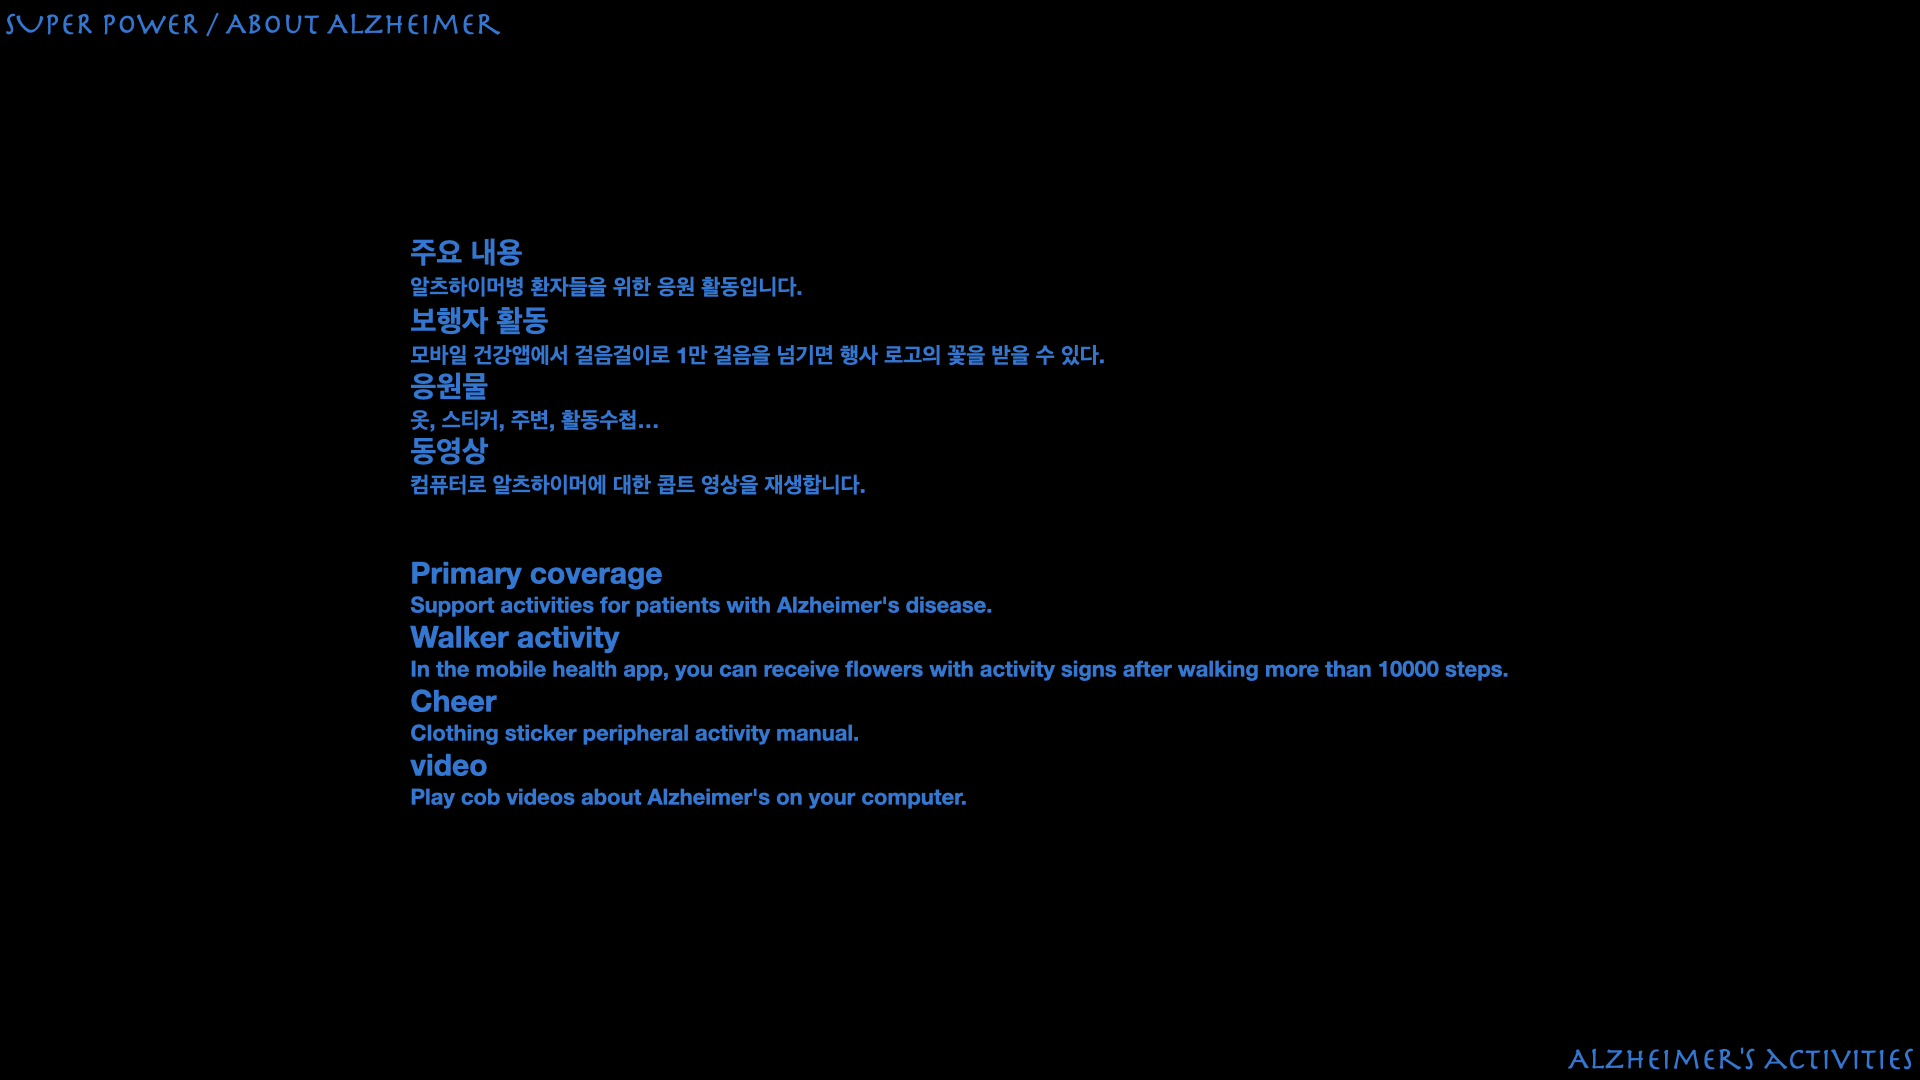 SUPER POWER / ABOUT ALZHEIMER
주요 내용
알츠하이머병 환자들을 위한 응원 활동입니다.
보행자 활동
모바일 건강앱에서 걸음걸이로 1만 걸음을 넘기면 행사 로고의 꽃을 받을 수 있다.
응원물
옷, 스티커, 주변, 활동수첩...
동영상
컴퓨터로 알츠하이머에 대한 콥트 영상을 재생합니다.
Primary coverage
Support activities for patients with Alzheimer's disease.
Walker activity
In the mobile health app, you can receive flowers with activity signs after walking more than 10000 steps.
Cheer
Clothing sticker peripheral activity manual.
video
Play cob videos about Alzheimer's on your computer.
ALZHEIMER'S ACTIVITIES